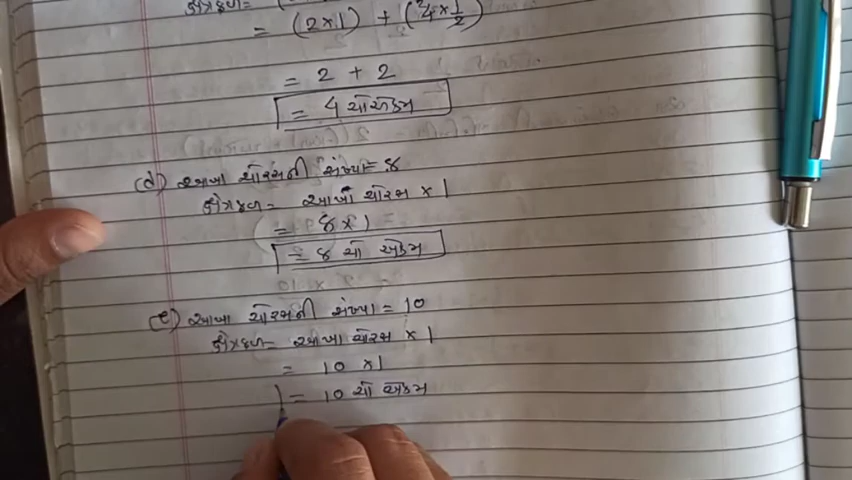 ક્ષેત્રફળ =
= (2×1) + (4 × 1/2)
= 2 + 2
= 4 ચોએકમ
(d) આખા ચોરસની સંખ્યા = 8
ક્ષેત્રફળ = આખા ચોરસ × 1
= 8 × 1
= 8 ચો એકમ
(e) આખા ચોરસની સંખ્યા = 10
ક્ષેત્રફળ = આખા ચોરસ × 1
= 10 × 1
= 10 ચો એકમ